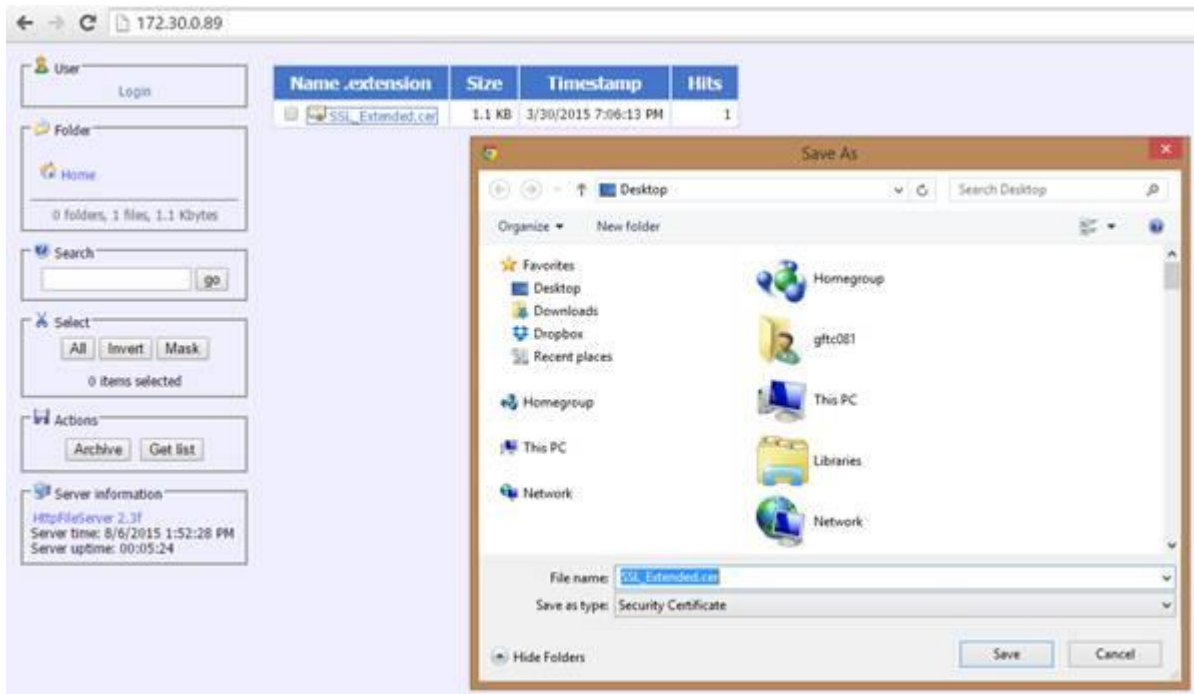 172.30.0.89
User
Login
Folder
Home
0 folders, 1 files, 1.1 Kbytes
Search
go
Select
All Invert Mask
0 items selected
Actions
Archive Get list
Server information
HttpFileServer 2.3f
Server time: 8/6/2015 1:52:28 PM
Server uptime: 00:05:24
Name .extension Size Timestamp Hits
SSL_Extended.cer 1.1 KB 3/30/2015 7:06:13 PM 1
Save As
Desktop
Search Desktop
Organize New folder
Favorites
Desktop
Downloads
Dropbox
Recent places
Homegroup
This PC
Network
Homegroup
gftc081
This PC
Libraries
Network
File name: SSL_Extended.cer
Save as type: Security Certificate
Hide Folders
Save Cancel